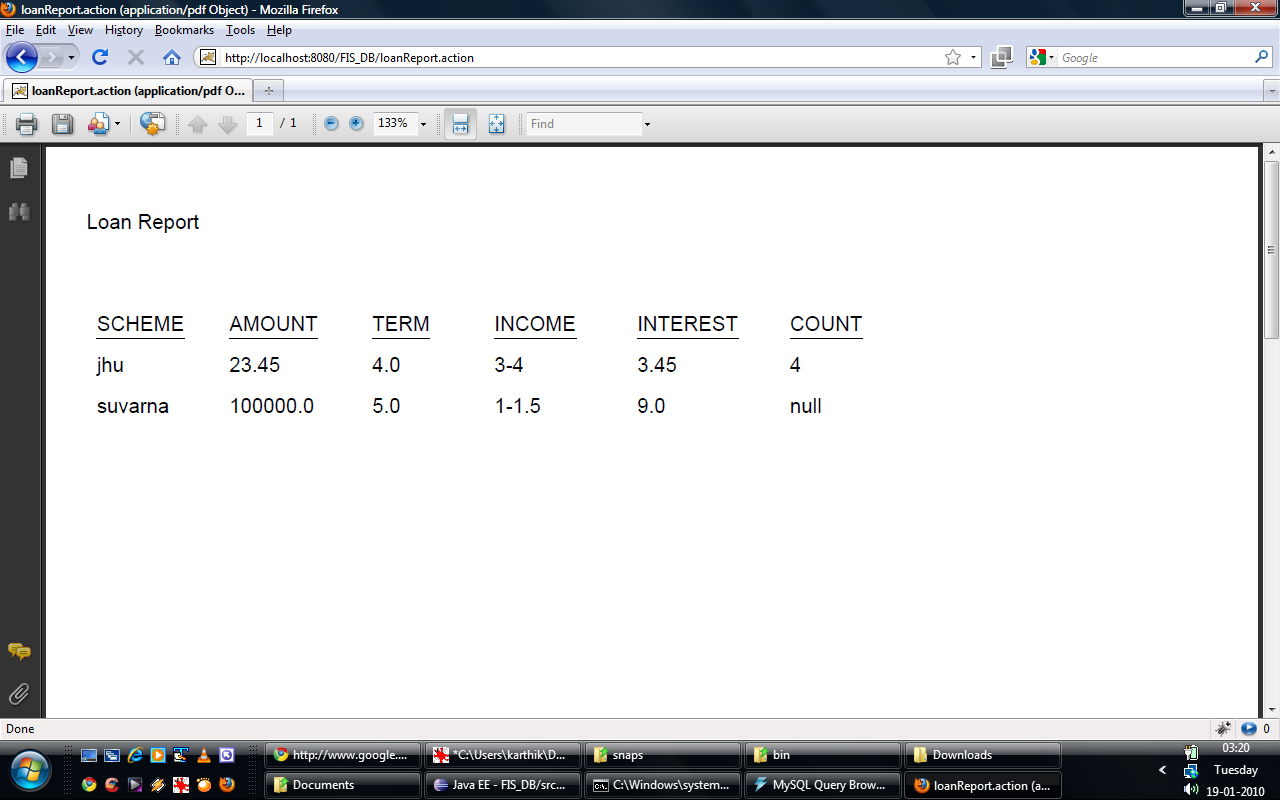 loanReport.action (application/pdf Object) - Mozilla Firefox
File Edit View History Bookmarks Tools Help
http://localhost:8080/FIS_DB/loanReport.action
Google
loanReport.action (application/pdf O...
1 / 1 133% Find
Loan Report
SCHEME AMOUNT TERM INCOME INTEREST COUNT
jhu 23.45 4.0 3-4 3.45 4
suvarna 100000.0 5.0 1-1.5 9.0 null
Done 0
http://www.google.... *C:\Users\karthik\D... snaps bin Downloads 03:20
Tuesday
Documents Java EE - FIS_DB/src... C:\Windows\system... MySQL Query Brow... loanReport.action (a... 19-01-2010